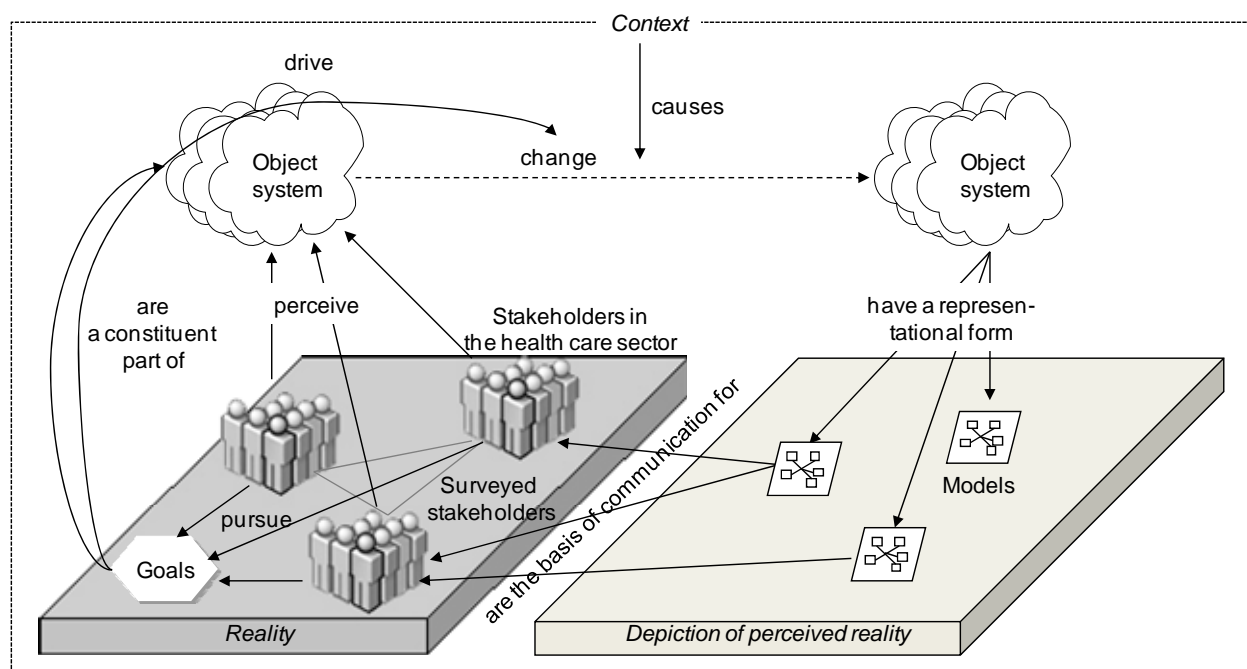 Context
drive
causes
change
Object
system
Object
system
are
a constituent
part of
perceive
Stakeholders in
the health care sector
have a represen-
tational form
are the basis of communication for
Surveyed
stakeholders
Models
pursue
Goals
Reality
Depiction of perceived reality